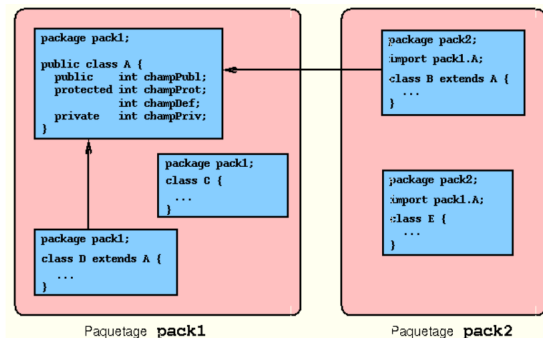 package pack1;
public class A {
public int champPubl;
protected int champProt;
int champDef;
private int champPriv;
}
package pack1;
class C {
...
}
package pack1;
class D extends A {
...
}
Paquetage pack1
package pack2;
import pack1.A;
class B extends A {
...
}
package pack2;
import pack1.A;
class E {
...
}
Paquetage pack2